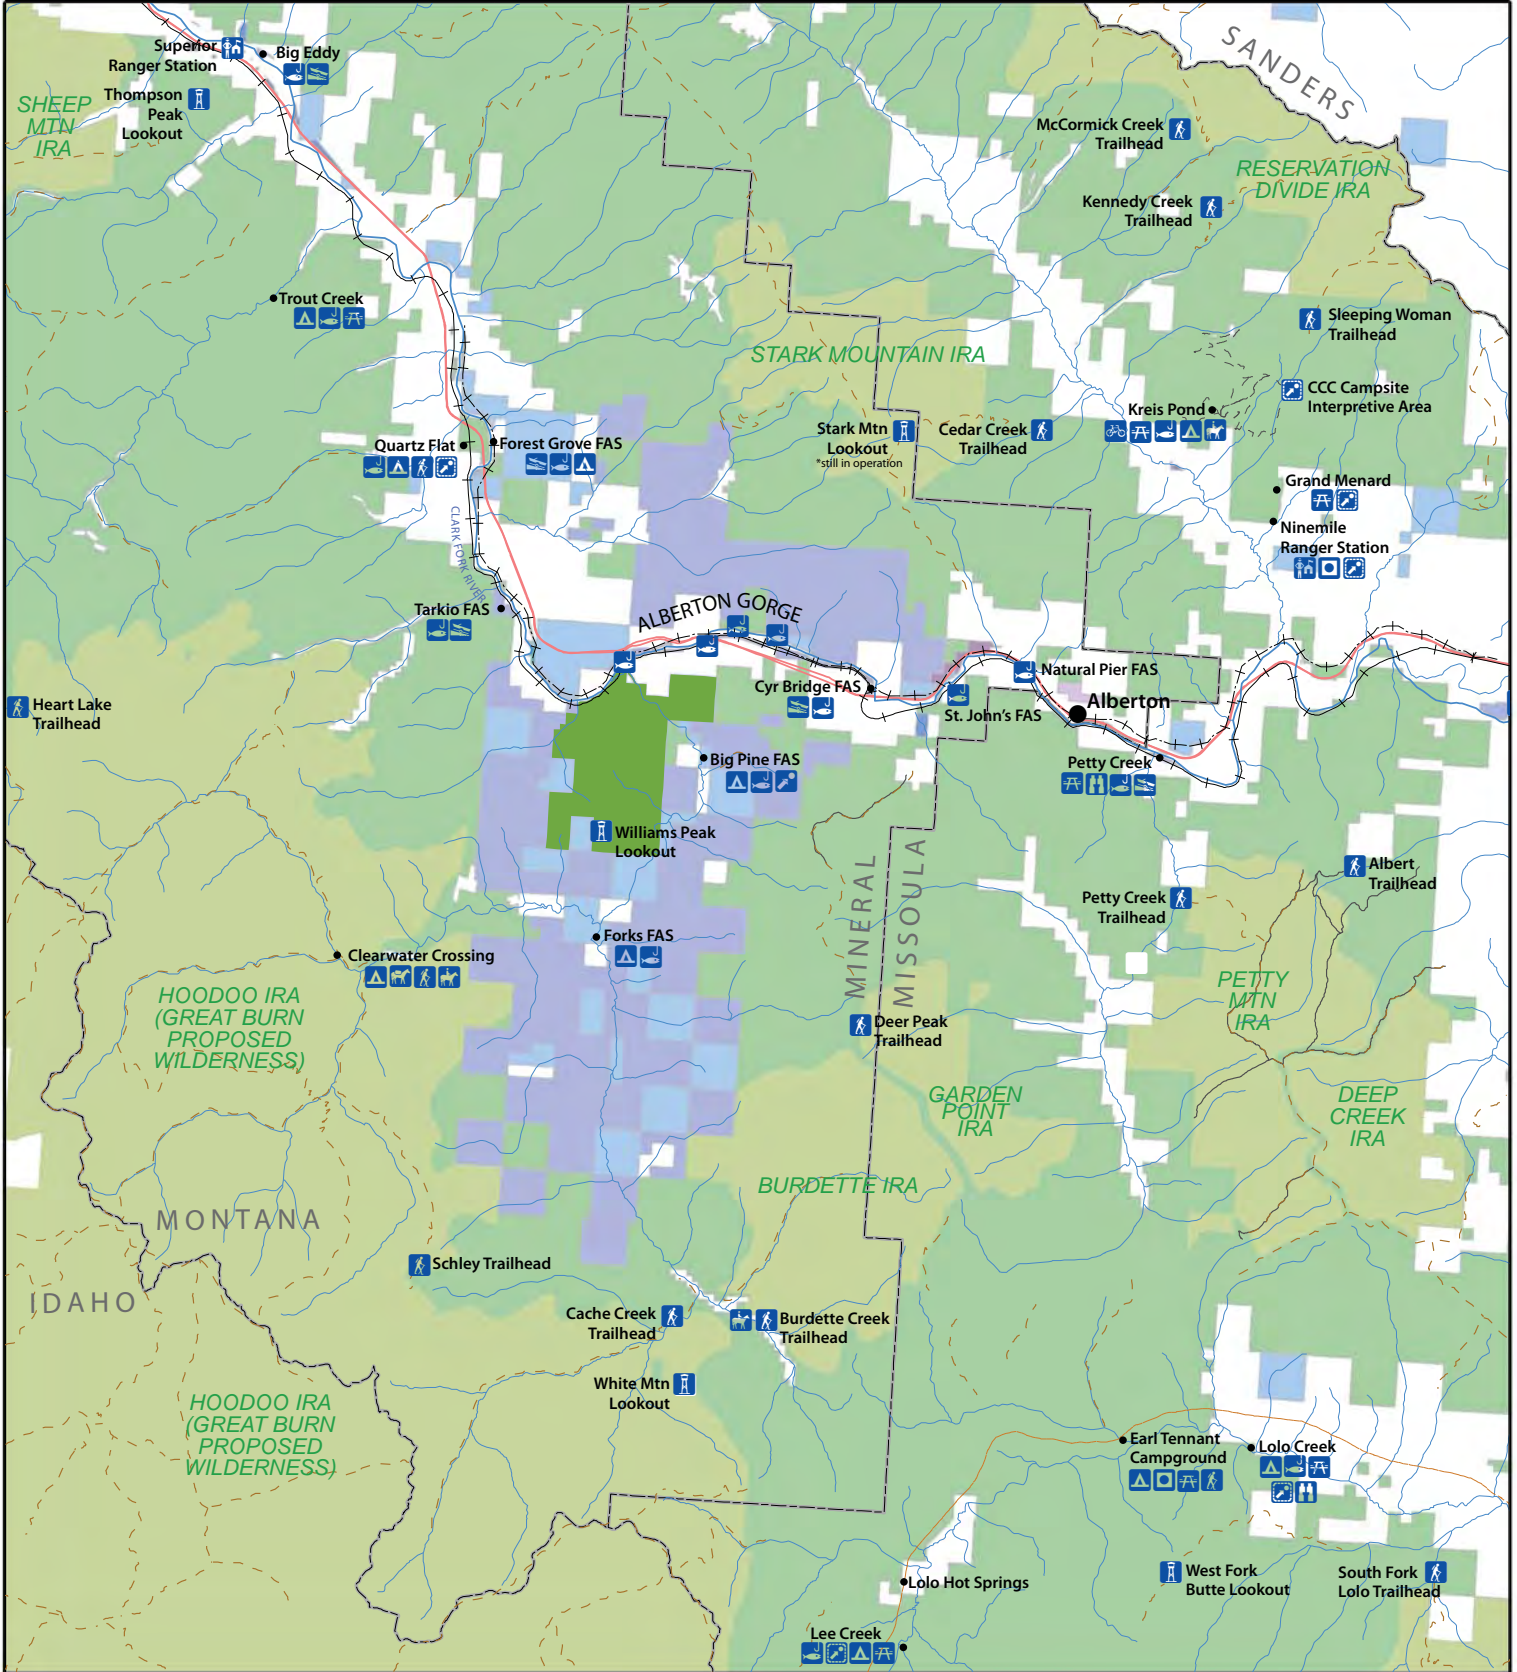 Superior
Ranger Station
Big Eddy
Thompson
Peak
Lookout
SHEEP
MTN
IRA
SANDERS
McCormick Creek
Trailhead
RESERVATION
DIVIDE IRA
Kennedy Creek
Trailhead
Trout Creek
Sleeping Woman
Trailhead
STARK MOUNTAIN IRA
CCC Campsite
Interpretive Area
Kreis Pond
Stark Mtn
Lookout
*still in operation
Cedar Creek
Trailhead
Quartz Flat
Forest Grove FAS
Grand Menard
Ninemile
Ranger Station
CLARK FORK RIVER
Tarkio FAS
ALBERTON GORGE
Natural Pier FAS
Cyr Bridge FAS
St. John's FAS
Alberton
Heart Lake
Trailhead
Big Pine FAS
Petty Creek
Williams Peak
Lookout
MINERAL
MISSOULA
Albert
Trailhead
Petty Creek
Trailhead
Forks FAS
Clearwater Crossing
HOODOO IRA
(GREAT BURN
PROPOSED
WILDERNESS)
PETTY
MTN
IRA
Deer Peak
Trailhead
GARDEN
POINT
IRA
DEEP
CREEK
IRA
BURDETTE IRA
MONTANA
IDAHO
Schley Trailhead
Cache Creek
Trailhead
Burdette Creek
Trailhead
White Mtn
Lookout
HOODOO IRA
(GREAT BURN
PROPOSED
WILDERNESS)
Earl Tennant
Campground
Lolo Creek
Lolo Hot Springs
West Fork
Butte Lookout
South Fork
Lolo Trailhead
Lee Creek